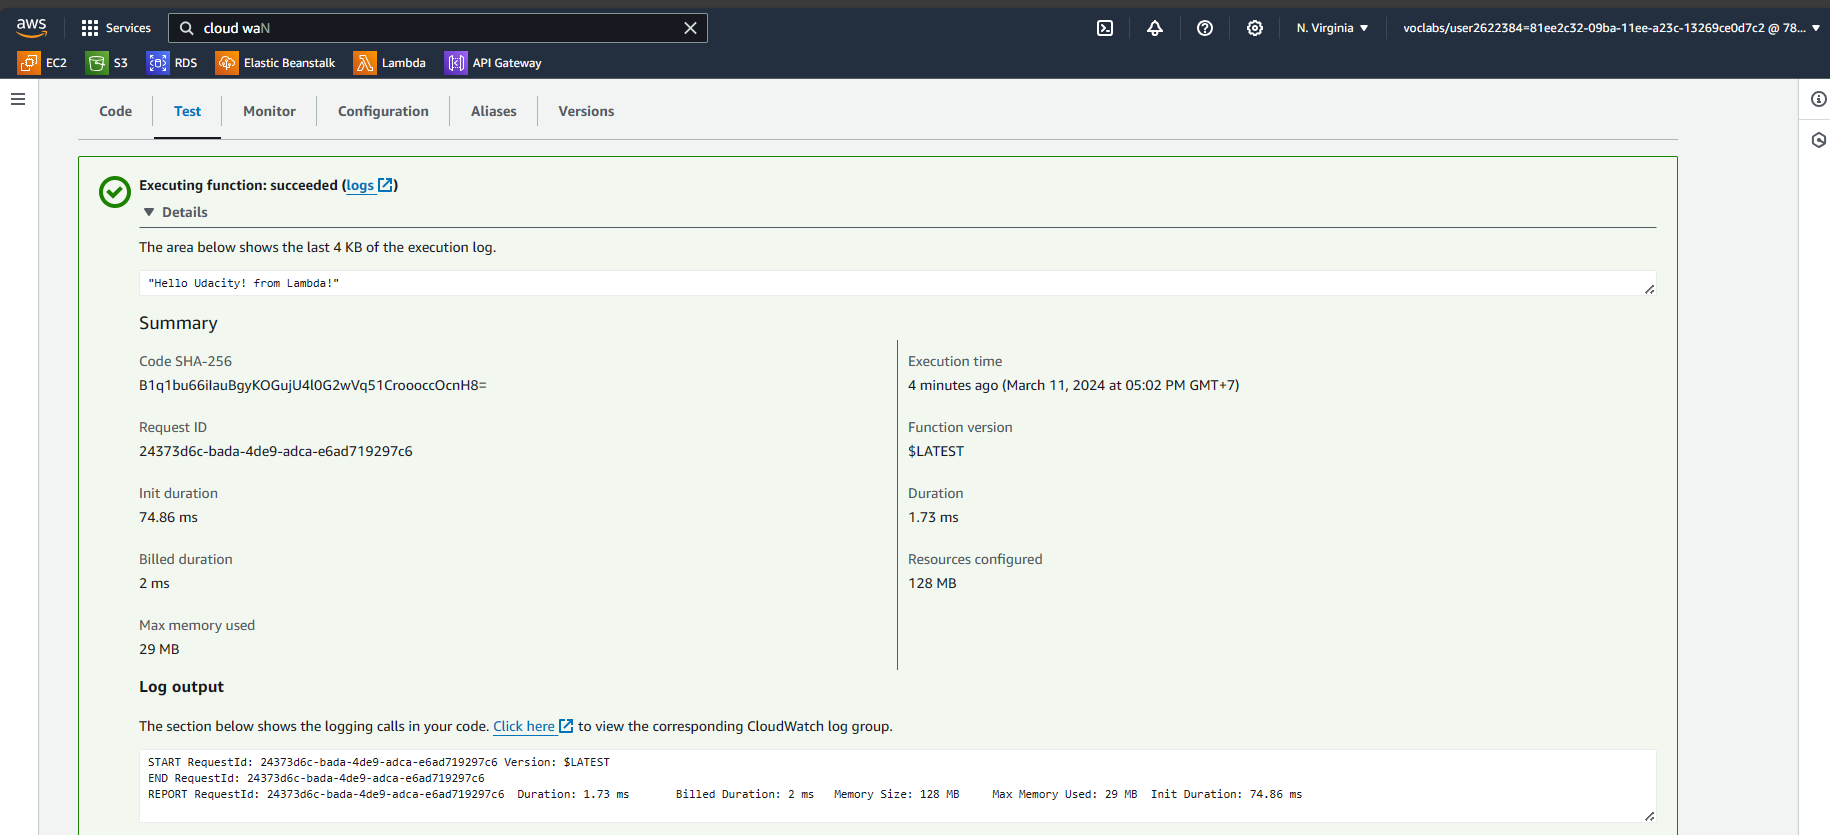 aws
Services
cloud waN
N. Virginia
voclabs/user2622384=81ee2c32-09ba-11ee-a23c-13269ce0d7c2 @ 78...
EC2
S3
RDS
Elastic Beanstalk
Lambda
API Gateway
Code
Test
Monitor
Configuration
Aliases
Versions
Executing function: succeeded (logs)
Details
The area below shows the last 4 KB of the execution log.
"Hello Udacity! from Lambda!"
Summary
Code SHA-256
B1q1bu66iIauBgyKOGujU4l0G2wVq51CroooccOcnH8=
Execution time
4 minutes ago (March 11, 2024 at 05:02 PM GMT+7)
Request ID
24373d6c-bada-4de9-adca-e6ad719297c6
Function version
$LATEST
Init duration
74.86 ms
Duration
1.73 ms
Billed duration
2 ms
Resources configured
128 MB
Max memory used
29 MB
Log output
The section below shows the logging calls in your code. Click here to view the corresponding CloudWatch log group.
START RequestId: 24373d6c-bada-4de9-adca-e6ad719297c6 Version: $LATEST
END RequestId: 24373d6c-bada-4de9-adca-e6ad719297c6
REPORT RequestId: 24373d6c-bada-4de9-adca-e6ad719297c6 Duration: 1.73 ms Billed Duration: 2 ms Memory Size: 128 MB Max Memory Used: 29 MB Init Duration: 74.86 ms